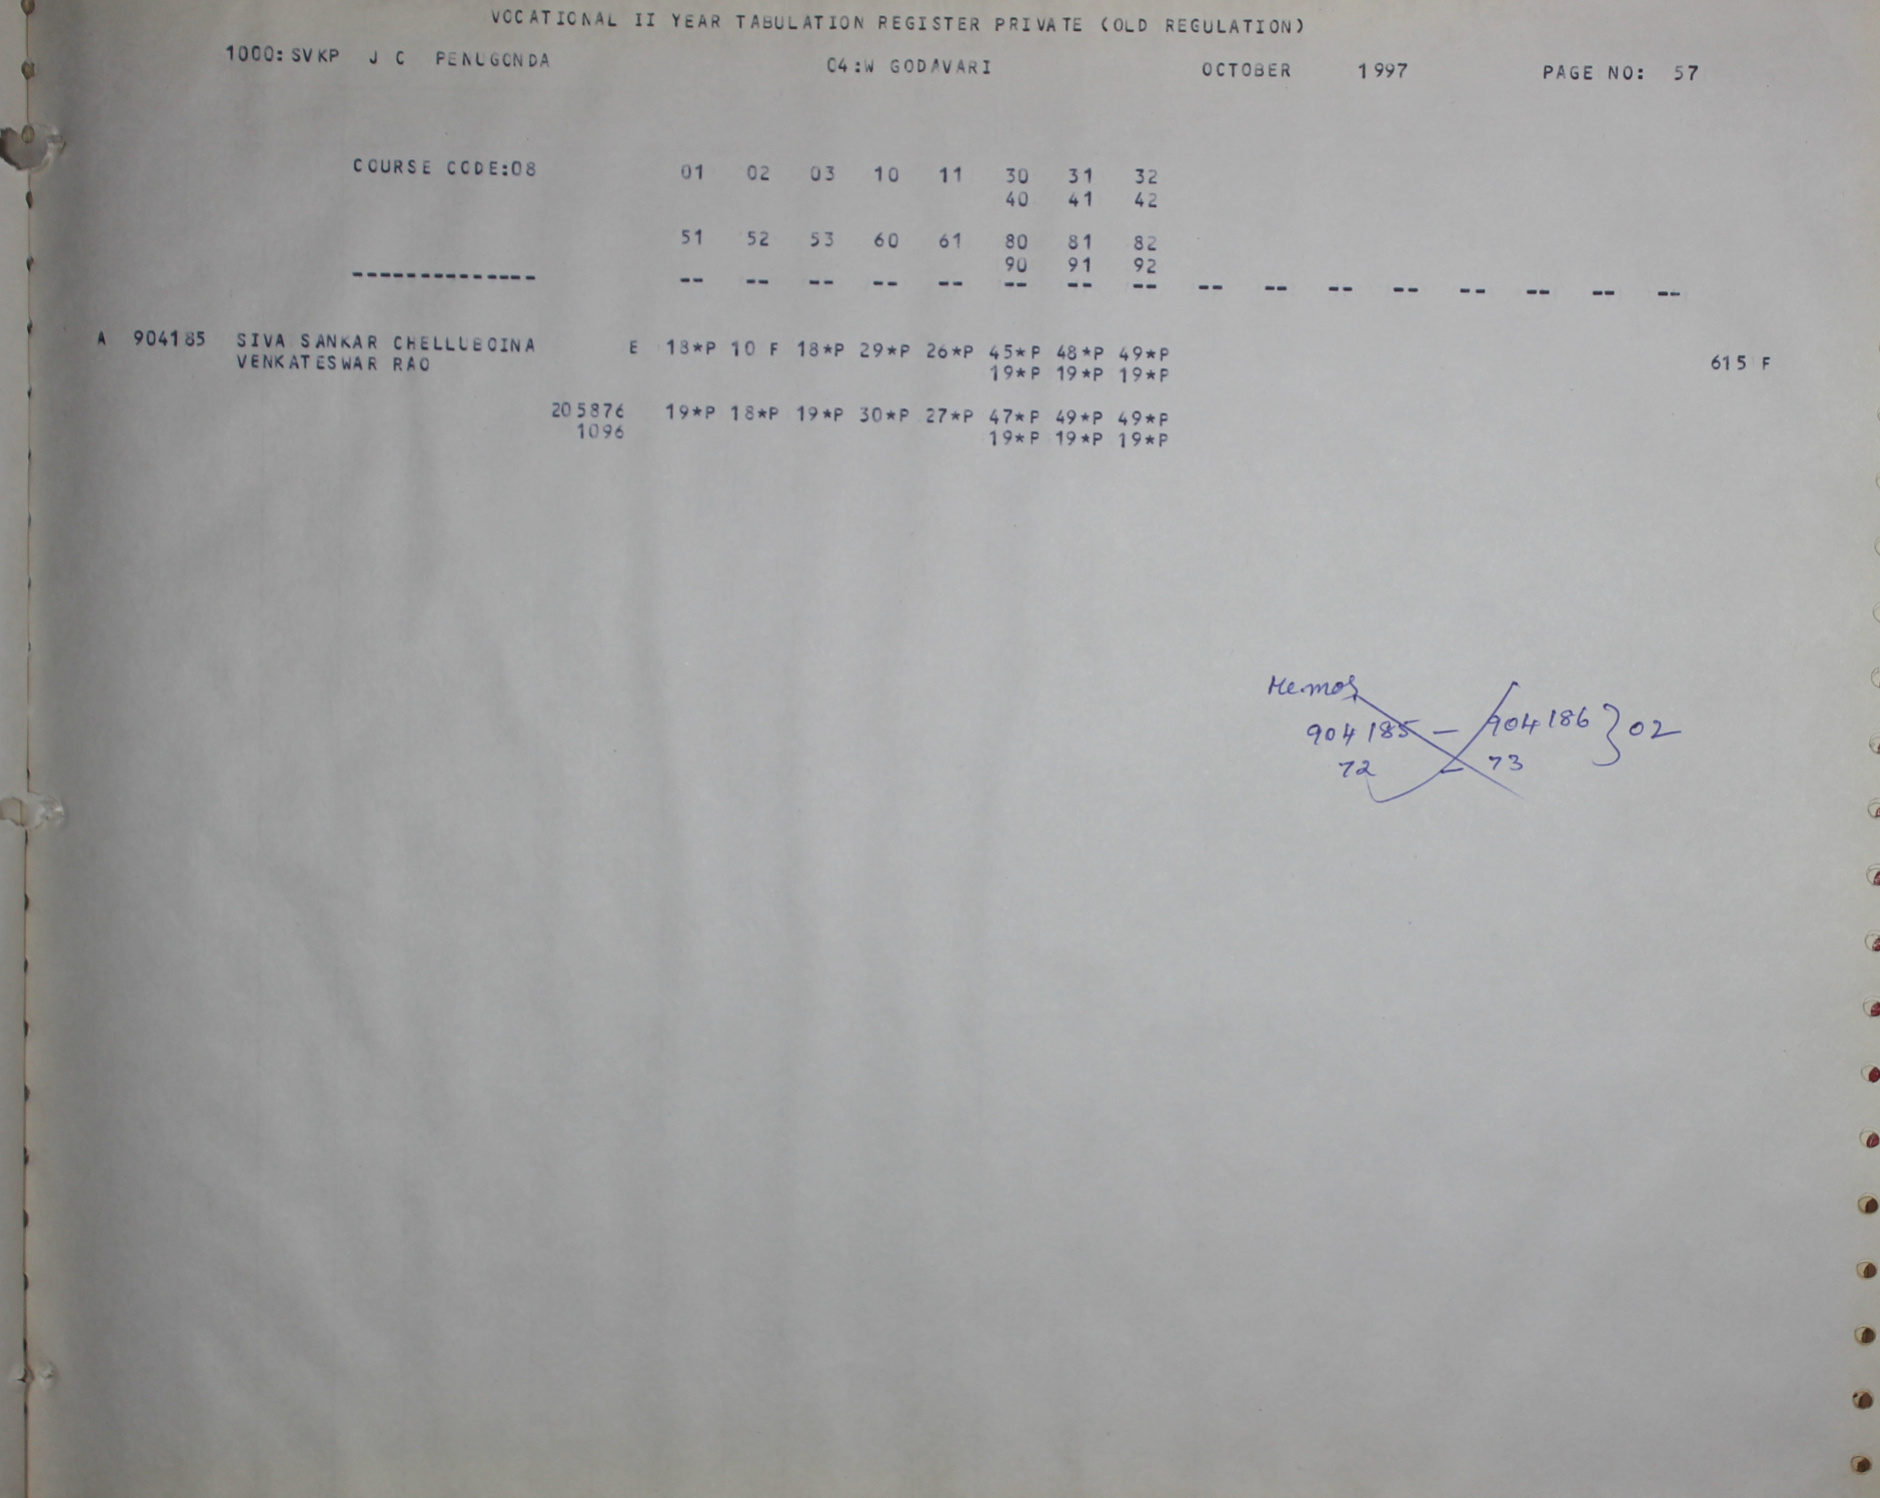 VOCATIONAL II YEAR TABULATION REGISTER PRIVATE (OLD REGULATION)
1000:SVKP J C PENUGONDA 04:W GODAVARI OCTOBER 1997 PAGE NO: 57
COURSE CODE:08 01 02 03 10 11 30 31 32
40 41 42
51 52 53 60 61 80 81 82
90 91 92
-------------- -- -- -- -- -- -- -- -- -- -- -- -- -- -- -- --
A 904185 SIVA SANKAR CHELLUBOINA E 18*P 10 F 18*P 29*P 26*P 45*P 48*P 49*P
VENKATESWAR RAO 19*P 19*P 19*P 615 F
205876 19*P 18*P 19*P 30*P 27*P 47*P 49*P 49*P
1096 19*P 19*P 19*P
Memos
904185 — 904186 } 02
72 — 73